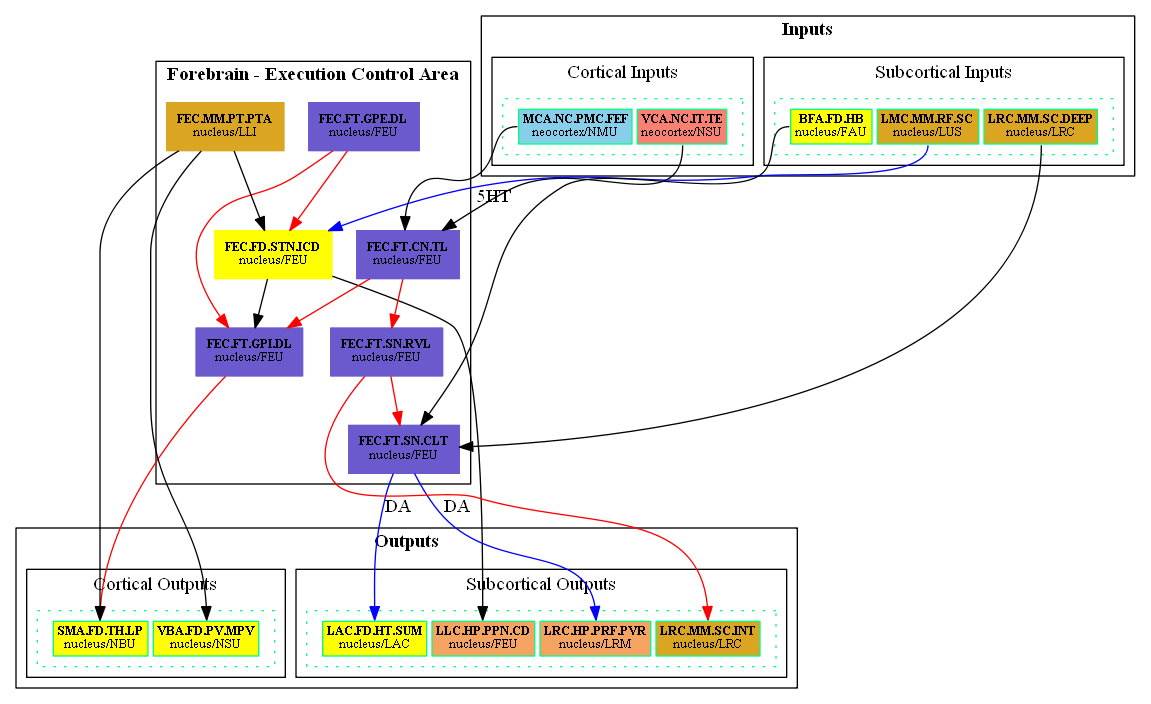 Inputs
Forebrain - Execution Control Area
Cortical Inputs
Subcortical Inputs
FEC.MM.PT.PTA
nucleus/LLI
FEC.FT.GPE.DL
nucleus/FEU
MCA.NC.PMC.FEF
neocortex/NMU
VCA.NC.IT.TE
neocortex/NSU
BFA.FD.HB
nucleus/FAU
LMC.MM.RF.SC
nucleus/LUS
LRC.MM.SC.DEEP
nucleus/LRC
5HT
FEC.FD.STN.ICD
nucleus/FEU
FEC.FT.CN.TL
nucleus/FEU
FEC.FT.GPI.DL
nucleus/FEU
FEC.FT.SN.RVL
nucleus/FEU
FEC.FT.SN.CLT
nucleus/FEU
DA
DA
Outputs
Cortical Outputs
Subcortical Outputs
SMA.FD.TH.LP
nucleus/NBU
VBA.FD.PV.MPV
nucleus/NSU
LAC.FD.HT.SUM
nucleus/LAC
LLC.HP.PPN.CD
nucleus/FEU
LRC.HP.PRF.PVR
nucleus/LRM
LRC.MM.SC.INT
nucleus/LRC